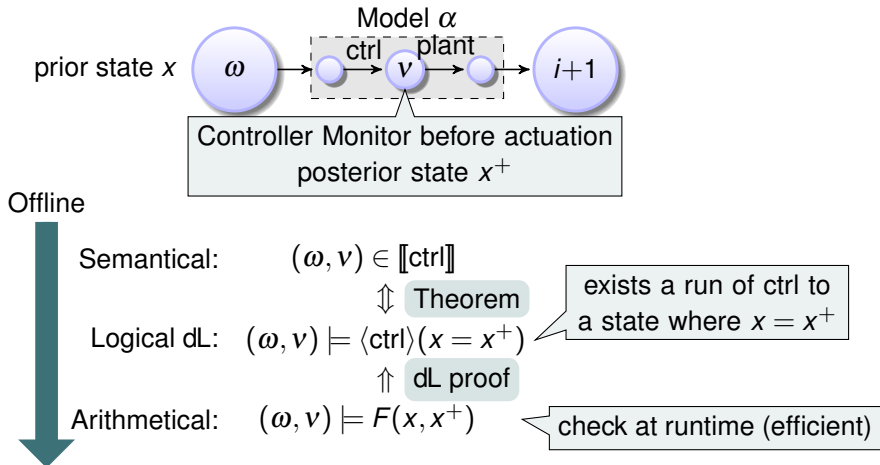 Model α
ctrl plant
prior state x ω ν i+1
Controller Monitor before actuation
posterior state x⁺
Offline
Semantical: (ω, ν) ∈ ⟦ctrl⟧
⇕ Theorem
exists a run of ctrl to
a state where x = x⁺
Logical dL: (ω, ν) ⊨ ⟨ctrl⟩(x = x⁺)
⇑ dL proof
Arithmetical: (ω, ν) ⊨ F(x, x⁺)
check at runtime (efficient)